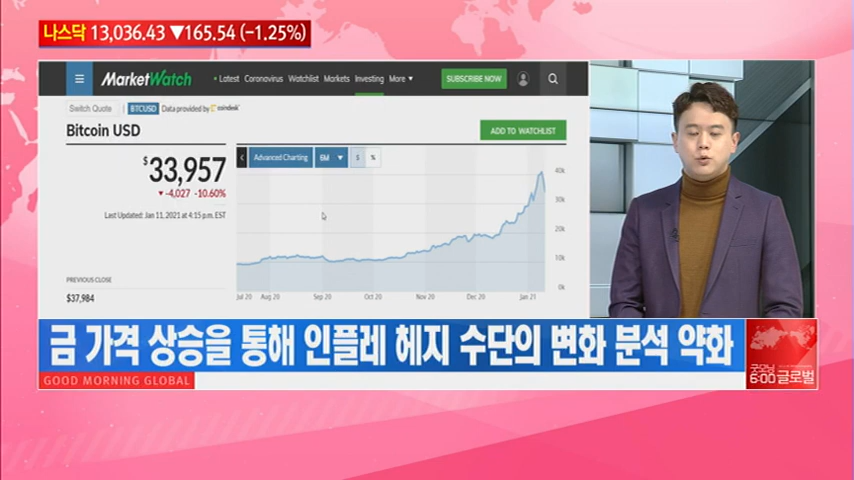 나스닥 13,036.43 ▼165.54 (-1.25%)
MarketWatch
Latest Coronavirus Watchlist Markets Investing More ▼
SUBSCRIBE NOW
Switch Quote | BTCUSD Data provided by coindesk
Bitcoin USD
ADD TO WATCHLIST
$33,957
▼ -4,027 -10.60%
Last Updated: Jan 11, 2021 at 4:15 p.m. EST
PREVIOUS CLOSE
$37,984
Advanced Charting 6M ▼ $ %
40k
30k
20k
10k
0k
Jul 20 Aug 20 Sep 20 Oct 20 Nov 20 Dec 20 Jan 21
금 가격 상승을 통해 인플레 헤지 수단의 변화 분석 약화
GOOD MORNING GLOBAL
굿모닝
6:00 글로벌